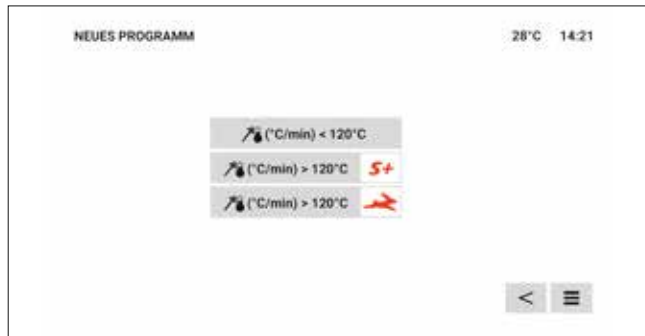 NEUES PROGRAMM 28°C 14:21
(°C/min) < 120°C
(°C/min) > 120°C S+
(°C/min) > 120°C
<